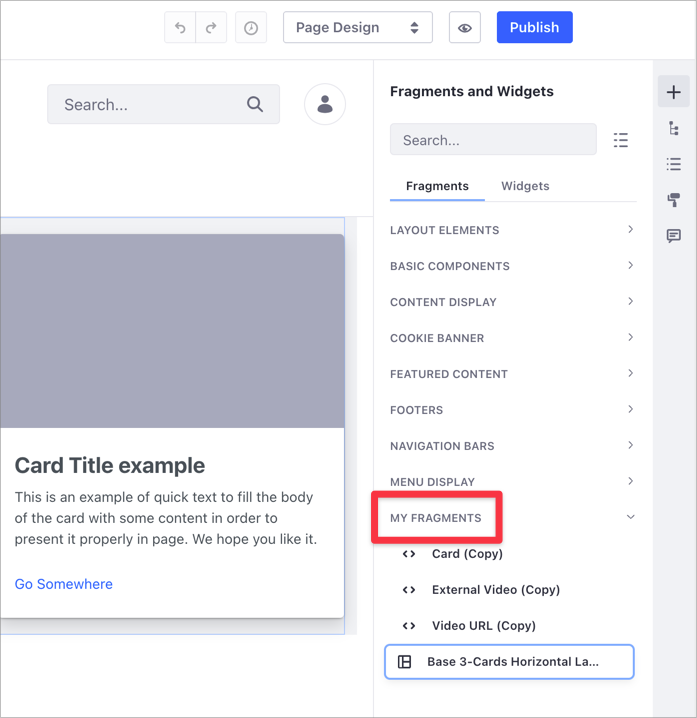 Page Design
Publish
Search...
Card Title example
This is an example of quick text to fill the body
of the card with some content in order to
present it properly in page. We hope you like it.
Go Somewhere
Fragments and Widgets
Search...
Fragments Widgets
LAYOUT ELEMENTS
BASIC COMPONENTS
CONTENT DISPLAY
COOKIE BANNER
FEATURED CONTENT
FOOTERS
NAVIGATION BARS
MENU DISPLAY
MY FRAGMENTS
Card (Copy)
External Video (Copy)
Video URL (Copy)
Base 3-Cards Horizontal La...